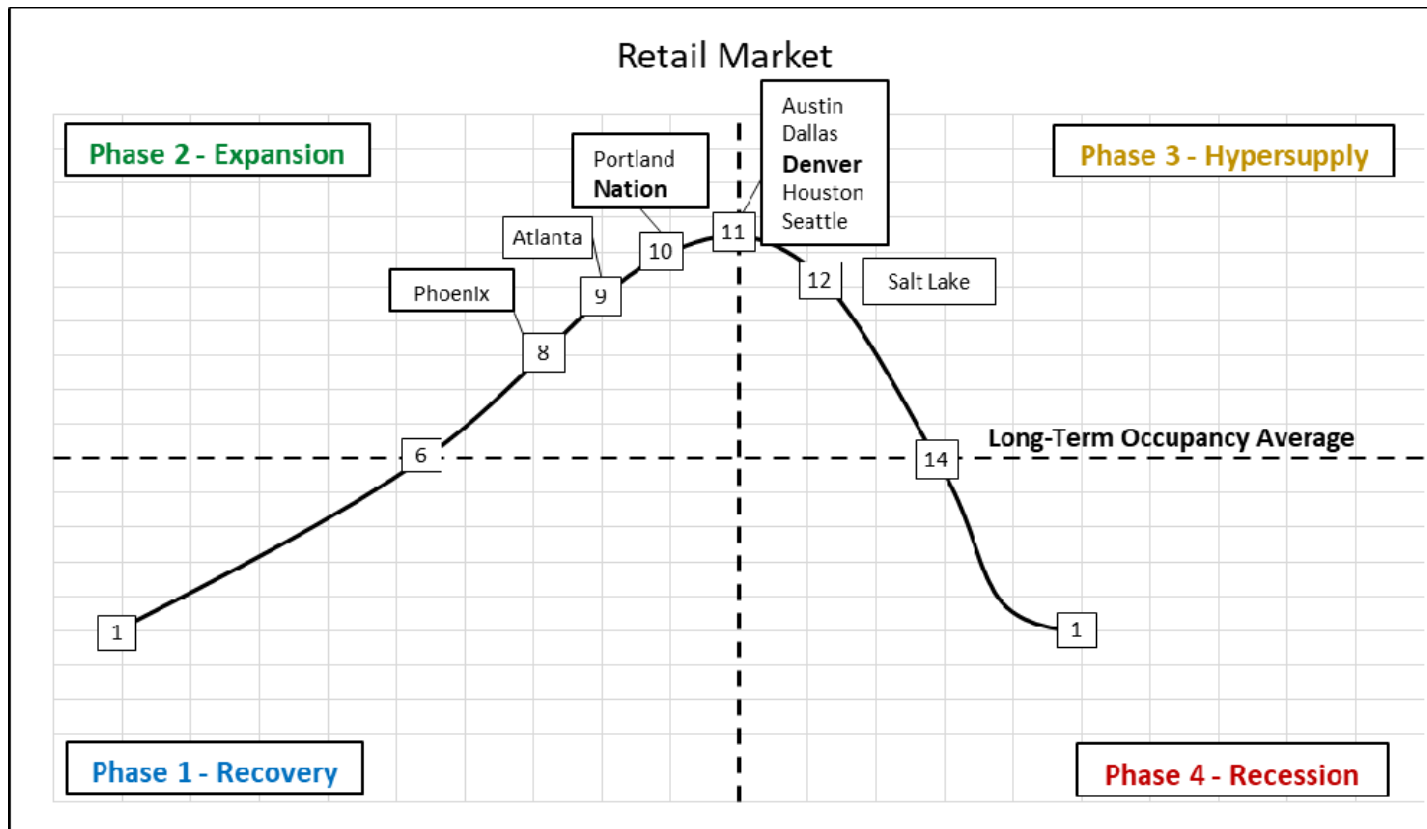 Retail Market
Phase 2 - Expansion
Portland
Nation
Austin
Dallas
Denver
Houston
Seattle
Phase 3 - Hypersupply
Atlanta
10
11
12
Salt Lake
PhoenIx
9
8
Long-Term Occupancy Average
6
14
1
1
Phase 1 - Recovery
Phase 4 - Recession